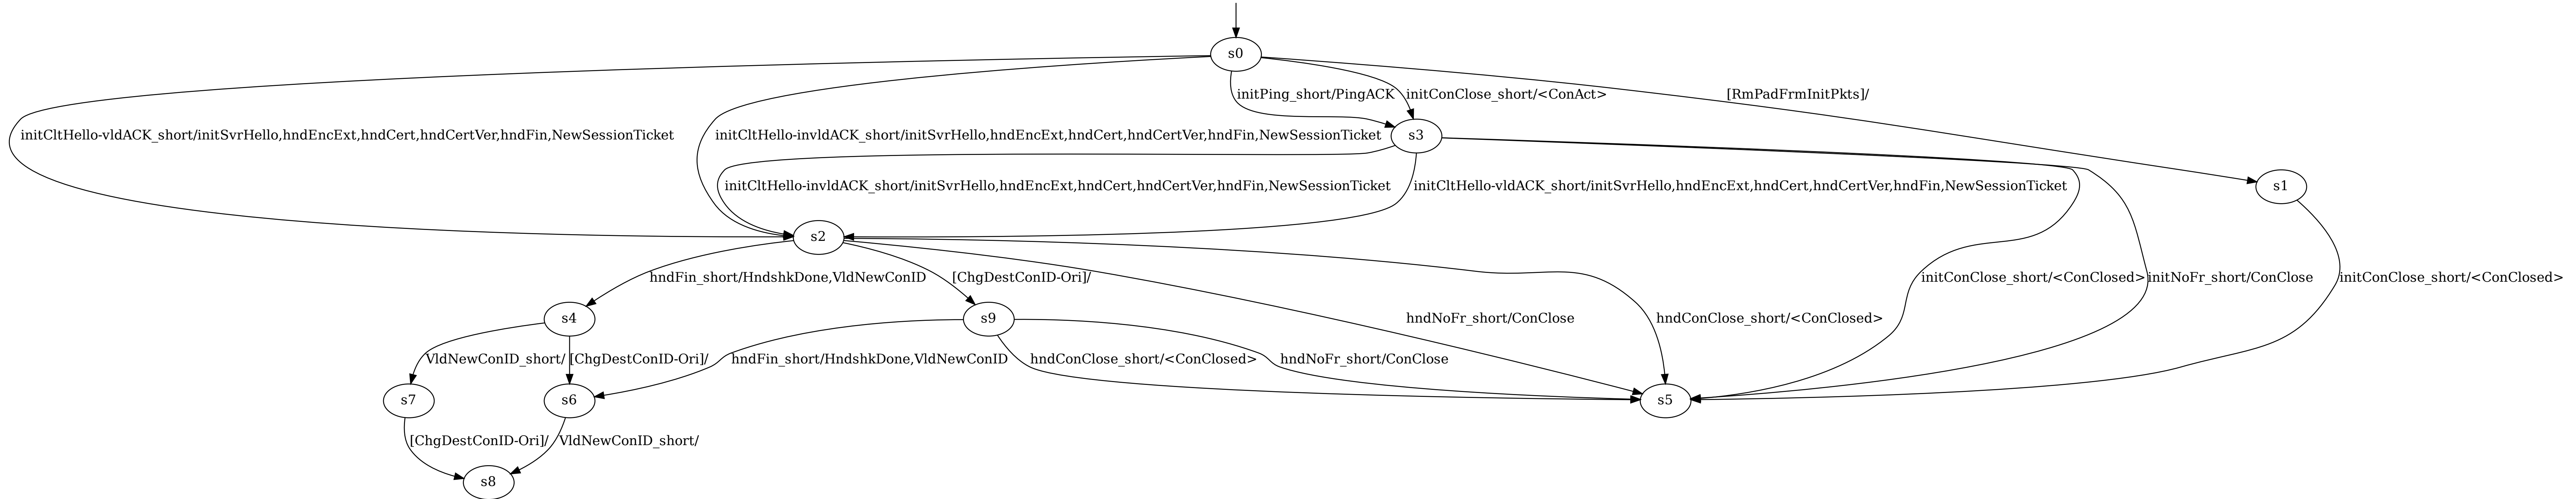 s0
initPing_short/PingACK
initConClose_short/<ConAct>
[RmPadFrmInitPkts]/
initCltHello-vldACK_short/initSvrHello,hndEncExt,hndCert,hndCertVer,hndFin,NewSessionTicket
initCltHello-invldACK_short/initSvrHello,hndEncExt,hndCert,hndCertVer,hndFin,NewSessionTicket
s3
initCltHello-invldACK_short/initSvrHello,hndEncExt,hndCert,hndCertVer,hndFin,NewSessionTicket
initCltHello-vldACK_short/initSvrHello,hndEncExt,hndCert,hndCertVer,hndFin,NewSessionTicket
s1
s2
hndFin_short/HndshkDone,VldNewConID
[ChgDestConID-Ori]/
initConClose_short/<ConClosed>
initNoFr_short/ConClose
initConClose_short/<ConClosed>
s4
s9
hndNoFr_short/ConClose
hndConClose_short/<ConClosed>
VldNewConID_short/
[ChgDestConID-Ori]/
hndFin_short/HndshkDone,VldNewConID
hndConClose_short/<ConClosed>
hndNoFr_short/ConClose
s7
s6
s5
[ChgDestConID-Ori]/
VldNewConID_short/
s8